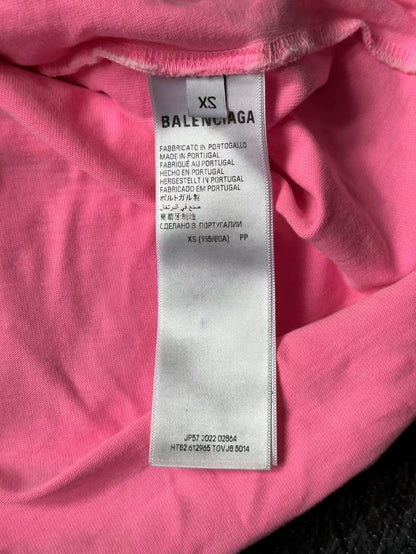 XS
BALENCIAGA
FABBRICATO IN PORTOGALLO
MADE IN PORTUGAL
FABRIQUÉ AU PORTUGAL
HECHO EN PORTUGAL
HERGESTELLT IN PORTUGAL
FABRICADO EM PORTUGAL
ポルトガル製
صنع في البرتغال
葡萄牙制造
СДЕЛАНО В ПОРТУГАЛИИ
XS (155/80A) PP
JP57 2022 02864
HT82 612965 TOVJ8 5014